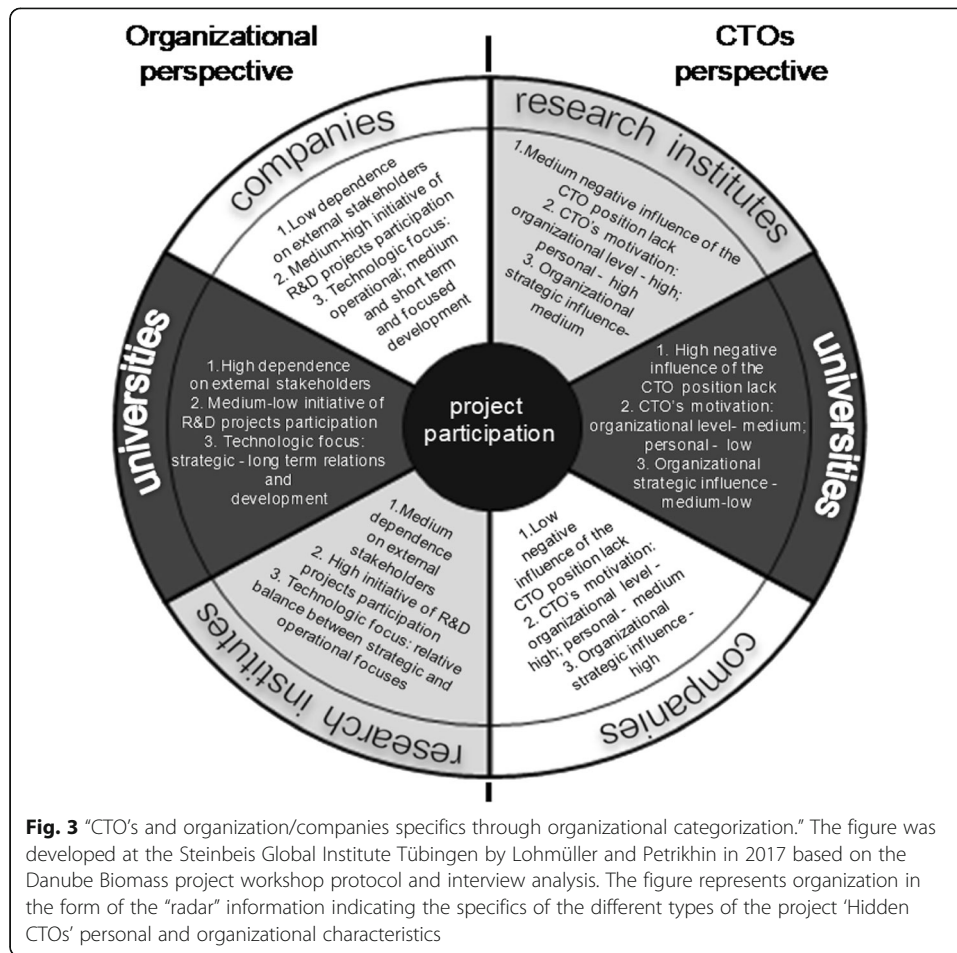 Organizational
perspective
CTOs
perspective
companies
1.Low dependence
on external stakeholders
2. Medium-high initiative of
R&D projects participation
3. Technologic focus:
operational; medium
and short term
and focused
development
research institutes
1.Medium negative influence of the
CTO position lack
2. CTO's motivation:
organizational level - high;
personal - high
3. Organizational
strategic influence-
medium
universities
1.High dependence
on external stakeholders
2. Medium-low initiative of
R&D projects participation
3. Technologic focus:
strategic - long term relations
and
development
project
participation
universities
1. High negative
influence of the
CTO position lack
2. CTO's motivation:
organizational level- medium;
personal - low
3. Organizational
strategic influence -
medium-low
research institutes
1.Medium
dependence
on external
stakeholders
2. High initiative of R&D
projects participation
3. Technologic focus: relative
balance between strategic and
operational focuses
companies
1.Low
negative
influence of the
CTO position lack
2. CTO's motivation:
organizational level -
high; personal - medium
3. Organizational
strategic influence -
high
Fig. 3 "CTO's and organization/companies specifics through organizational categorization." The figure was
developed at the Steinbeis Global Institute Tübingen by Lohmüller and Petrikhin in 2017 based on the
Danube Biomass project workshop protocol and interview analysis. The figure represents organization in
the form of the "radar" information indicating the specifics of the different types of the project 'Hidden
CTOs' personal and organizational characteristics